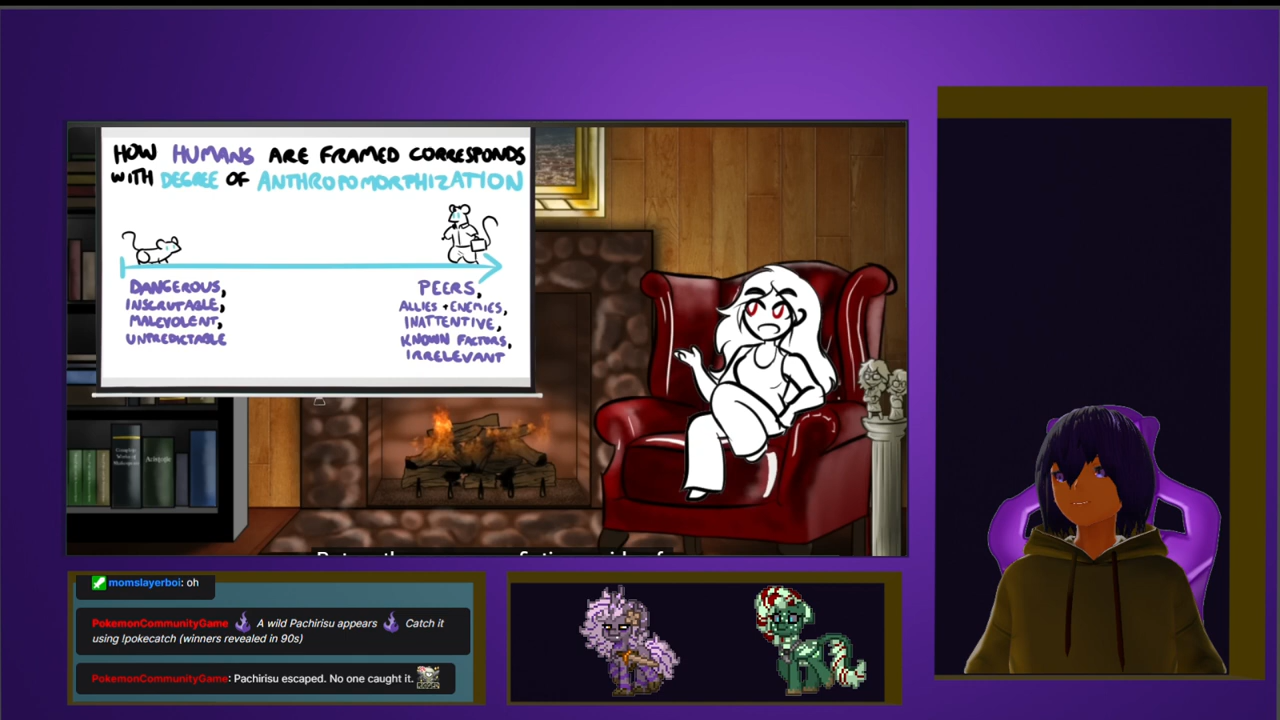 HOW HUMANS ARE FRAMED CORRESPONDS
WITH DEGREE OF ANTHROPOMORPHIZATION
DANGEROUS,
INSCRUTABLE,
MALEVOLENT,
UNPREDICTABLE
PEERS,
ALLIES + ENEMIES,
INATTENTIVE,
KNOWN FACTORS,
IRRELEVANT
momslayerboi: oh
PokemonCommunityGame A wild Pachirisu appears Catch it
using !pokecatch (winners revealed in 90s)
PokemonCommunityGame: Pachirisu escaped. No one caught it.